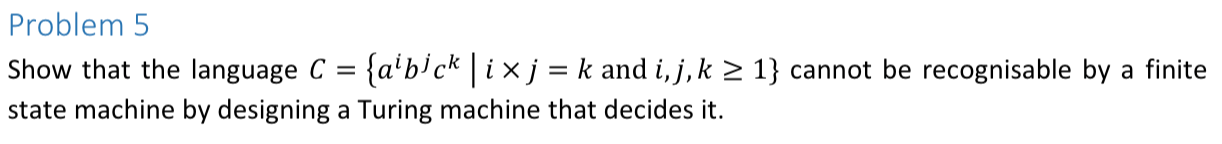 Problem 5
Show that the language C = {aⁱbʲcᵏ | i × j = k and i, j, k ≥ 1} cannot be recognisable by a finite
state machine by designing a Turing machine that decides it.